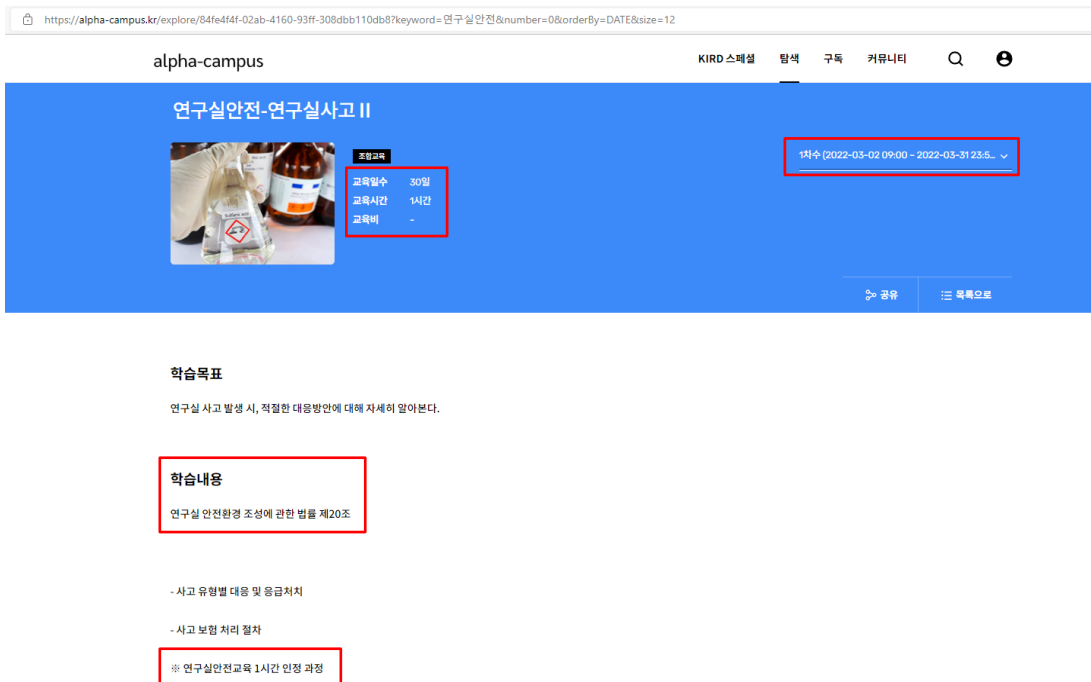 https://alpha-campus.kr/explore/84fe4f4f-02ab-4160-93ff-308dbb110db8?keyword=연구실안전&number=0&orderBy=DATE&size=12
alpha-campus
KIRD 스페셜 탐색 구독 커뮤니티
연구실안전-연구실사고 II
조합교육
1차수 (2022-03-02 09:00 ~ 2022-03-31 23:5...
교육일수 30일
교육시간 1시간
교육비 -
공유 목록으로
학습목표
연구실 사고 발생 시, 적절한 대응방안에 대해 자세히 알아본다.
학습내용
연구실 안전환경 조성에 관한 법률 제20조
- 사고 유형별 대응 및 응급처치
- 사고 보험 처리 절차
※ 연구실안전교육 1시간 인정 과정